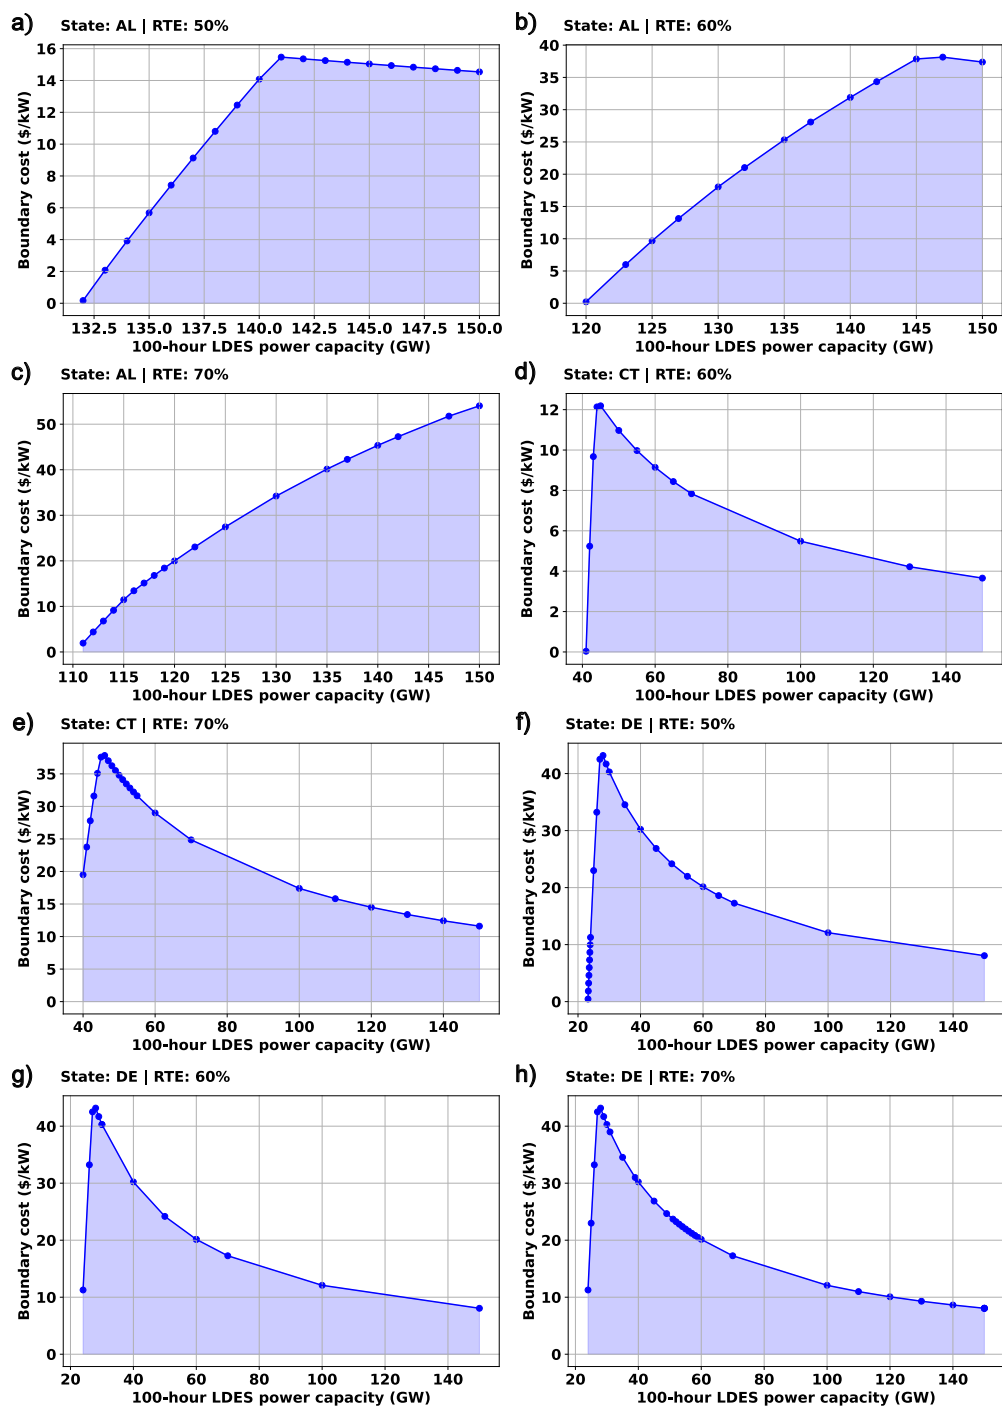 a) State: AL | RTE: 50%
16
14
12
10
8
6
4
2
0
Boundary cost ($/kW)
132.5 135.0 137.5 140.0 142.5 145.0 147.5 150.0
100-hour LDES power capacity (GW)
b) State: AL | RTE: 60%
40
35
30
25
20
15
10
5
0
Boundary cost ($/kW)
120 125 130 135 140 145 150
100-hour LDES power capacity (GW)
c) State: AL | RTE: 70%
50
40
30
20
10
0
Boundary cost ($/kW)
110 115 120 125 130 135 140 145 150
100-hour LDES power capacity (GW)
d) State: CT | RTE: 60%
12
10
8
6
4
2
0
Boundary cost ($/kW)
40 60 80 100 120 140
100-hour LDES power capacity (GW)
e) State: CT | RTE: 70%
35
30
25
20
15
10
5
0
Boundary cost ($/kW)
40 60 80 100 120 140
100-hour LDES power capacity (GW)
f) State: DE | RTE: 50%
40
30
20
10
0
Boundary cost ($/kW)
20 40 60 80 100 120 140
100-hour LDES power capacity (GW)
g) State: DE | RTE: 60%
40
30
20
10
0
Boundary cost ($/kW)
20 40 60 80 100 120 140
100-hour LDES power capacity (GW)
h) State: DE | RTE: 70%
40
30
20
10
0
Boundary cost ($/kW)
20 40 60 80 100 120 140
100-hour LDES power capacity (GW)